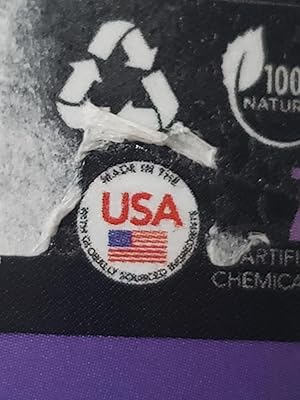 100
NATUR
MADE IN THE
USA
WITH GLOBALLY SOURCED INGREDIENTS
ARTIFI
CHEMICA